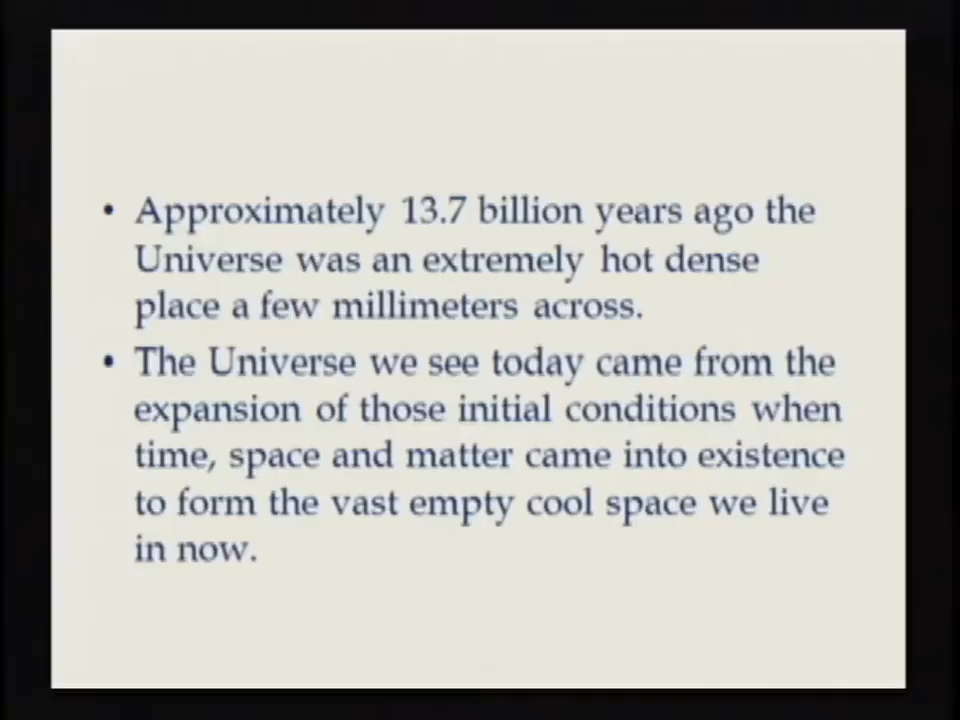 • Approximately 13.7 billion years ago the
Universe was an extremely hot dense
place a few millimeters across.
• The Universe we see today came from the
expansion of those initial conditions when
time, space and matter came into existence
to form the vast empty cool space we live
in now.